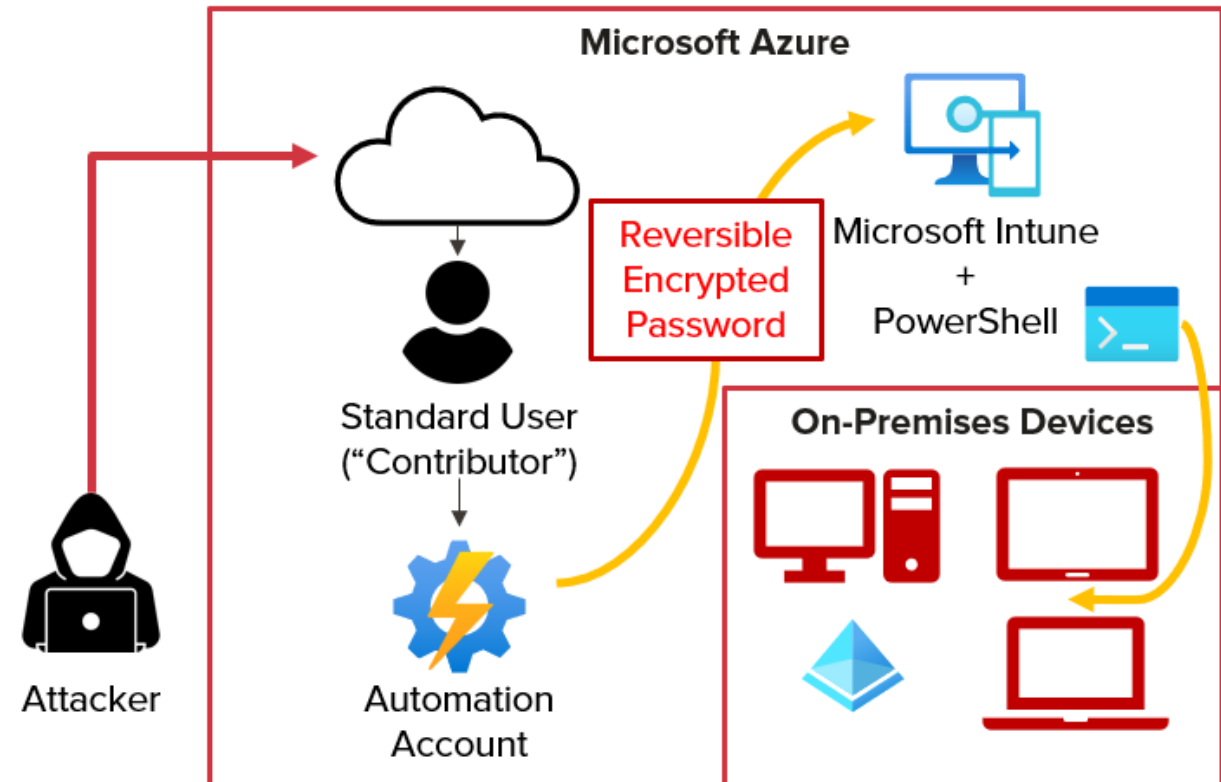 Microsoft Azure
Reversible
Encrypted
Password
Microsoft Intune
+
PowerShell
>_
Standard User
(“Contributor”)
On-Premises Devices
Attacker
Automation
Account